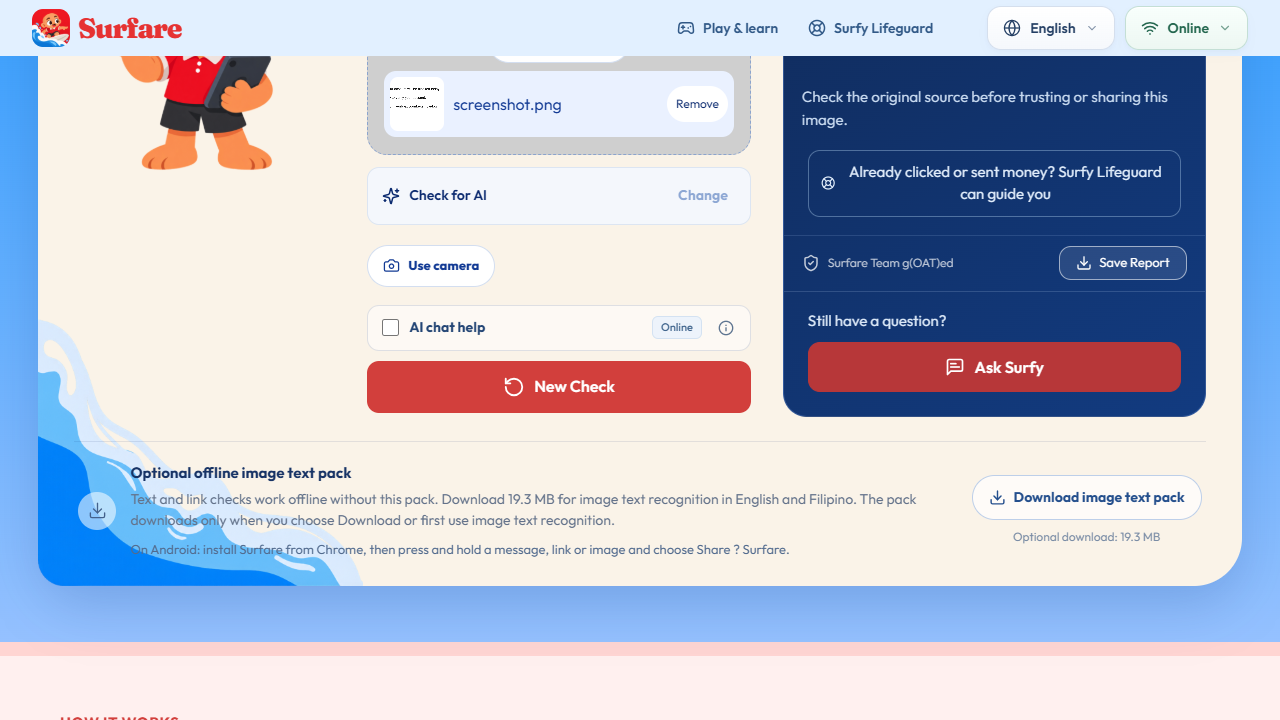 Surfare
Play & learn
Surfy Lifeguard
English
Online
screenshot.png
Remove
Check for AI
Change
Use camera
AI chat help
Online
New Check
Check the original source before trusting or sharing this
image.
Already clicked or sent money? Surfy Lifeguard
can guide you
Surfare Team g(OAT)ed
Save Report
Still have a question?
Ask Surfy
Optional offline image text pack
Text and link checks work offline without this pack. Download 19.3 MB for image text recognition in English and Filipino. The pack
downloads only when you choose Download or first use image text recognition.
On Android: install Surfare from Chrome, then press and hold a message, link or image and choose Share ? Surfare.
Download image text pack
Optional download: 19.3 MB
HOW IT WORKS